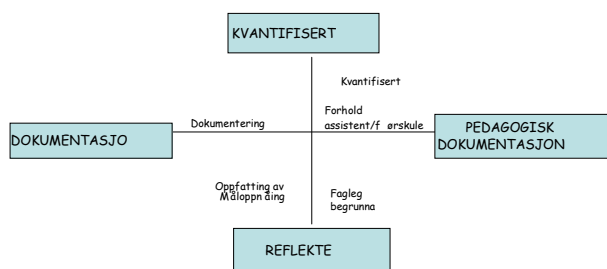 KVANTIFISERT
Kvantifisert
Dokumentering
Forhold
assistent/f ørskule
DOKUMENTASJO
PEDAGOGISK
DOKUMENTASJON
Oppfatting av
Måloppn åing
Fagleg
begrunna
REFLEKTE